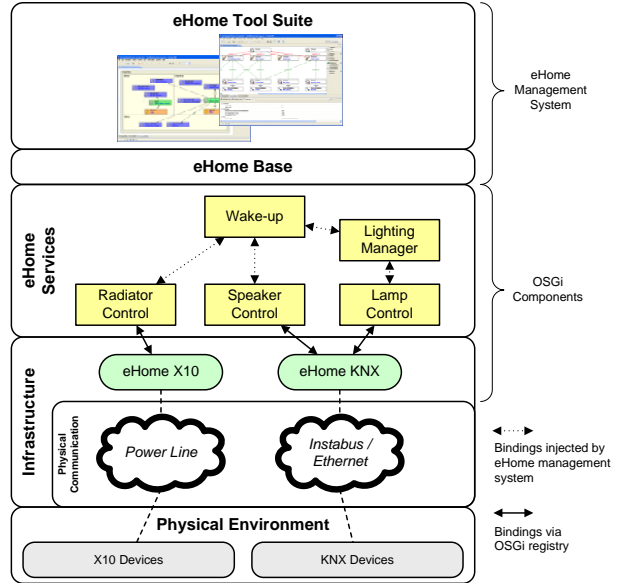 eHome Tool Suite
eHome
Management
System
eHome Base
eHome
Services
Wake-up
Lighting
Manager
Radiator
Control
Speaker
Control
Lamp
Control
OSGi
Components
Infrastructure
eHome X10
eHome KNX
Physical
Communication
Power Line
Instabus /
Ethernet
Bindings injected by
eHome management
system
Physical Environment
X10 Devices
KNX Devices
Bindings via
OSGi registry